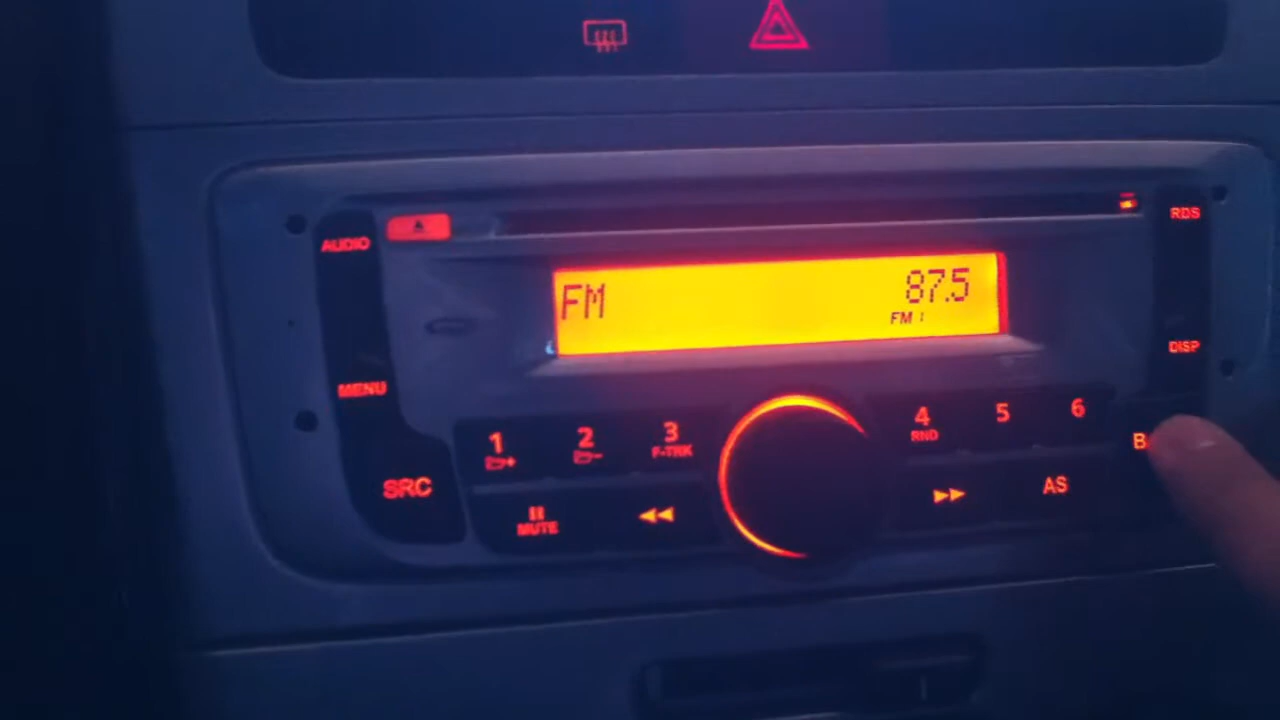 AUDIO
RDS
FM
87.5
FM 1
DISP
MENU
1
2
3
F-TRK
4
RND
5
6
SRC
MUTE
AS